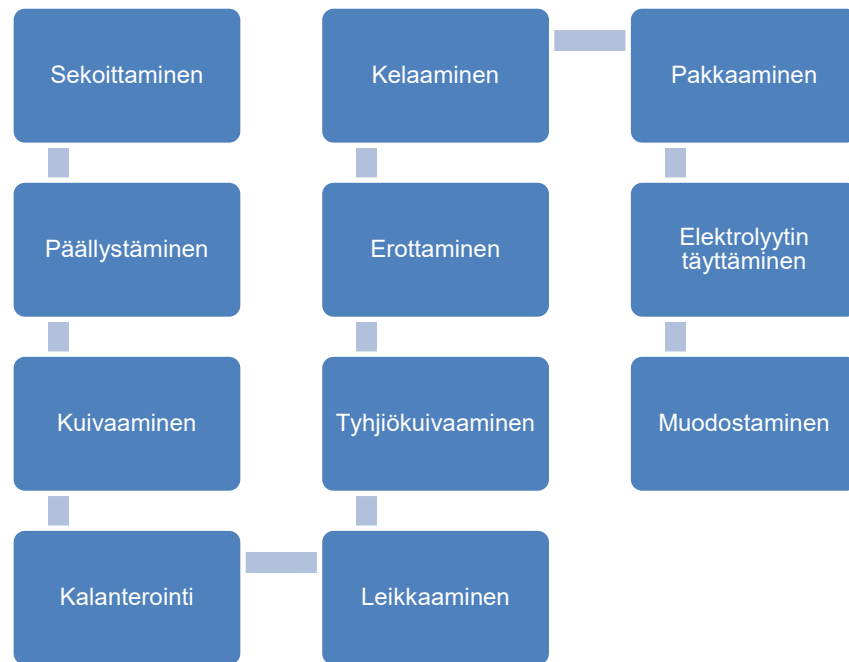 Sekoittaminen
Päällystäminen
Kuivaaminen
Kalanterointi
Leikkaaminen
Tyhjiökuivaaminen
Erottaminen
Kelaaminen
Pakkaaminen
Elektrolyytin
täyttäminen
Muodostaminen